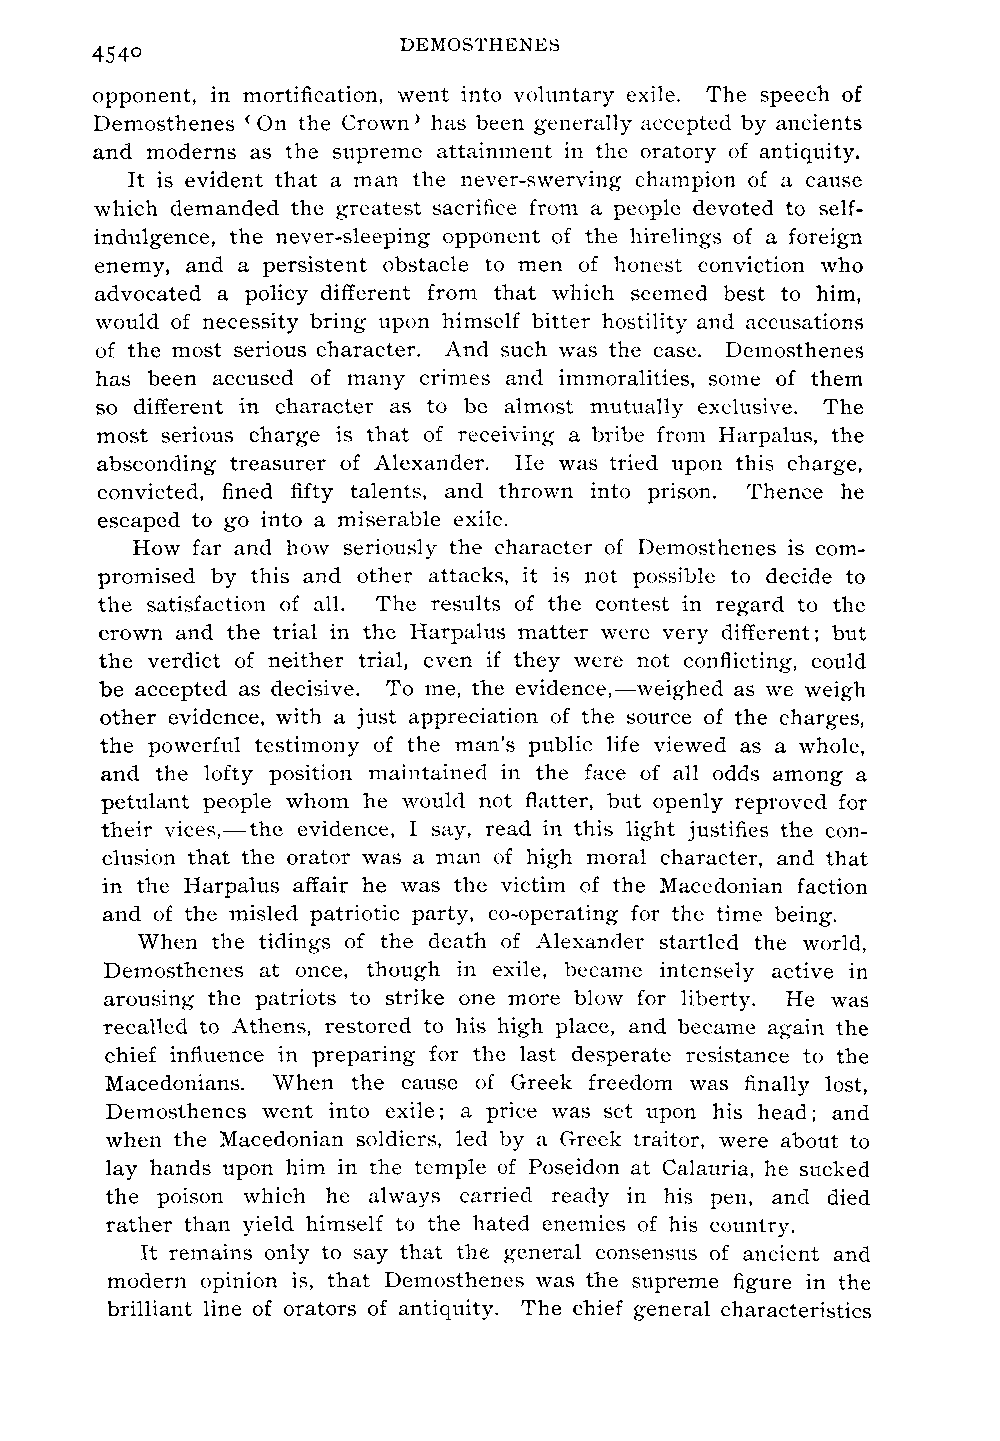 4540
DEMOSTHENES
opponent, in mortification, went into voluntary exile. The speech of
Demosthenes ‘On the Crown’ has been generally accepted by ancients
and moderns as the supreme attainment in the oratory of antiquity.
It is evident that a man the never-swerving champion of a cause
which demanded the greatest sacrifice from a people devoted to self-
indulgence, the never-sleeping opponent of the hirelings of a foreign
enemy, and a persistent obstacle to men of honest conviction who
advocated a policy different from that which seemed best to him,
would of necessity bring upon himself bitter hostility and accusations
of the most serious character. And such was the case. Demosthenes
has been accused of many crimes and immoralities, some of them
so different in character as to be almost mutually exclusive. The
most serious charge is that of receiving a bribe from Harpalus, the
absconding treasurer of Alexander. He was tried upon this charge,
convicted, fined fifty talents, and thrown into prison. Thence he
escaped to go into a miserable exile.
How far and how seriously the character of Demosthenes is com-
promised by this and other attacks, it is not possible to decide to
the satisfaction of all. The results of the contest in regard to the
crown and the trial in the Harpalus matter were very different; but
the verdict of neither trial, even if they were not conflicting, could
be accepted as decisive. To me, the evidence,—weighed as we weigh
other evidence, with a just appreciation of the source of the charges,
the powerful testimony of the man's public life viewed as a whole,
and the lofty position maintained in the face of all odds among a
petulant people whom he would not flatter, but openly reproved for
their vices,—the evidence, I say, read in this light justifies the con-
clusion that the orator was a man of high moral character, and that
in the Harpalus affair he was the victim of the Macedonian faction
and of the misled patriotic party, co-operating for the time being.
When the tidings of the death of Alexander startled the world,
Demosthenes at once, though in exile, became intensely active in
arousing the patriots to strike one more blow for liberty. He was
recalled to Athens, restored to his high place, and became again the
chief influence in preparing for the last desperate resistance to the
Macedonians. When the cause of Greek freedom was finally lost,
Demosthenes went into exile; a price was set upon his head; and
when the Macedonian soldiers, led by a Greek traitor, were about to
lay hands upon him in the temple of Poseidon at Calauria, he sucked
the poison which he always carried ready in his pen, and died
rather than yield himself to the hated enemies of his country.
It remains only to say that the general consensus of ancient and
modern opinion is, that Demosthenes was the supreme figure in the
brilliant line of orators of antiquity. The chief general characteristics